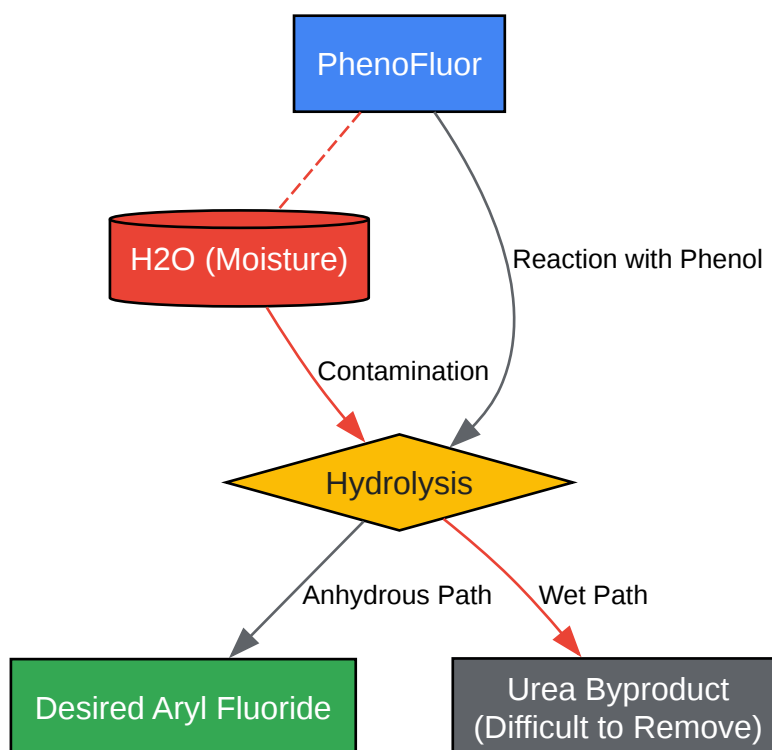 PhenoFluor
H2O (Moisture)
Reaction with Phenol
Contamination
Hydrolysis
Anhydrous Path
Wet Path
Desired Aryl Fluoride
Urea Byproduct
(Difficult to Remove)